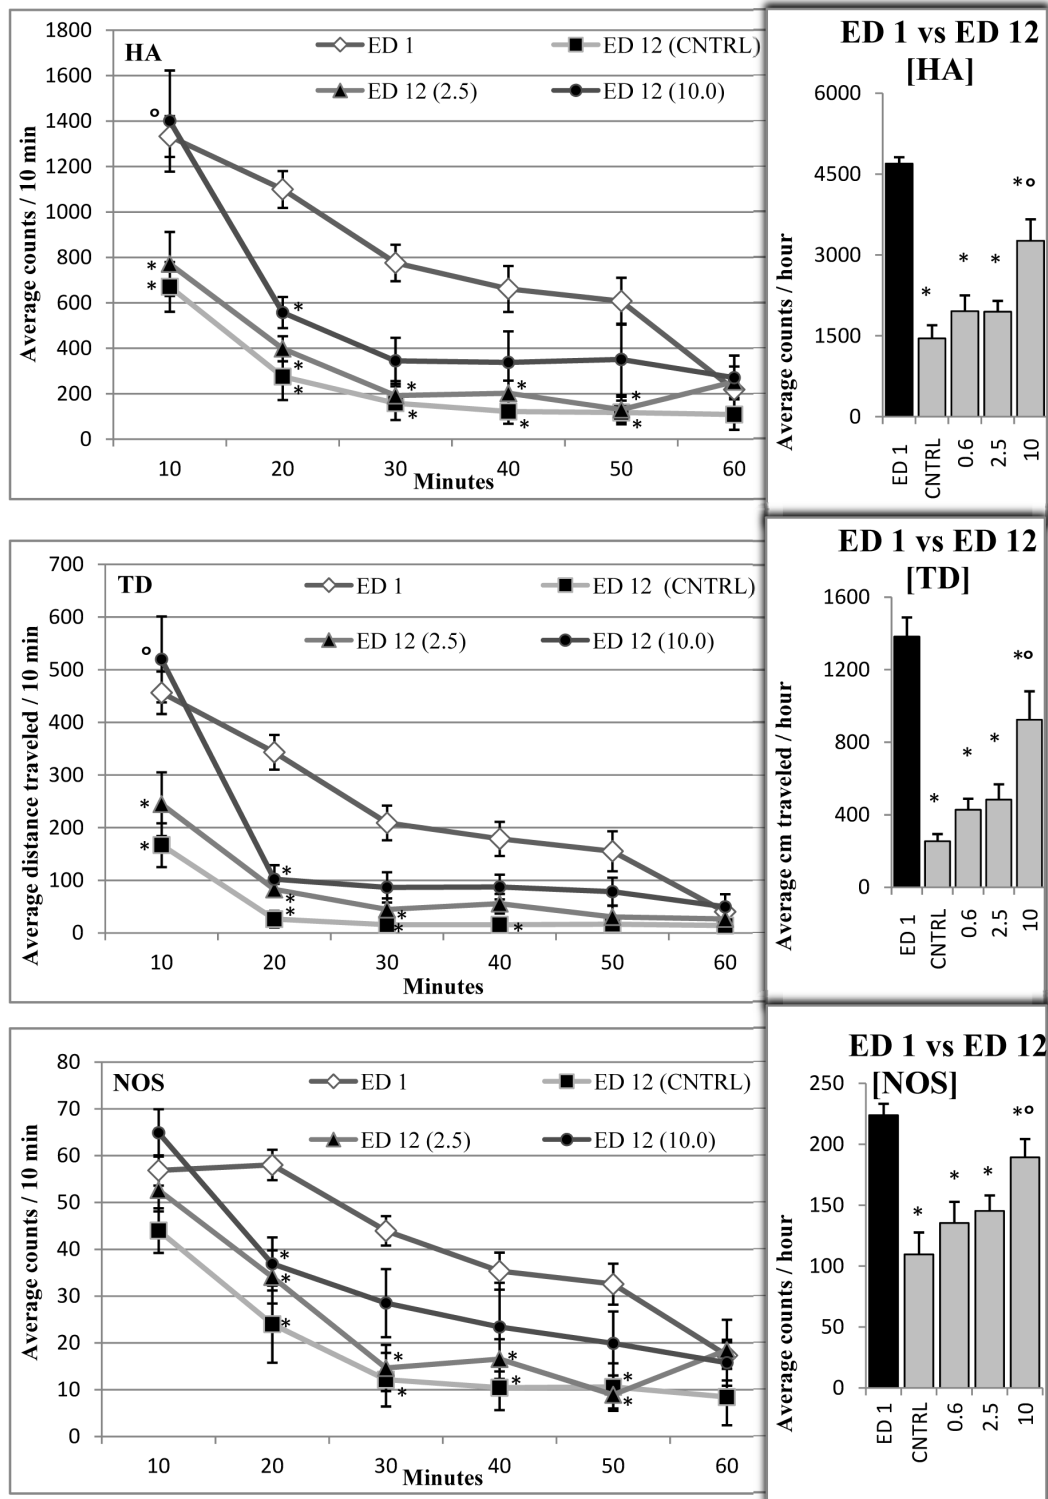 HA
ED 1
ED 12 (CNTRL)
ED 12 (2.5)
ED 12 (10.0)
Average counts / 10 min
1800
1600
1400
1200
1000
800
600
400
200
0
°
*
*
*
*
*
*
*
*
*
*
*
10 20 30 40 50 60
Minutes
ED 1 vs ED 12
[HA]
Average counts / hour
6000
4500
3000
1500
0
* * * *°
ED 1 CNTRL 0.6 2.5 10
TD
ED 1
ED 12 (CNTRL)
ED 12 (2.5)
ED 12 (10.0)
Average distance traveled / 10 min
700
600
500
400
300
200
100
0
°
*
*
*
*
*
*
*
*
10 20 30 40 50 60
Minutes
ED 1 vs ED 12
[TD]
Average cm traveled / hour
1600
1200
800
400
0
* * * *°
ED 1 CNTRL 0.6 2.5 10
NOS
ED 1
ED 12 (CNTRL)
ED 12 (2.5)
ED 12 (10.0)
Average counts / 10 min
80
70
60
50
40
30
20
10
0
*
*
*
*
*
*
*
*
*
10 20 30 40 50 60
Minutes
ED 1 vs ED 12
[NOS]
Average counts / hour
250
200
150
100
50
0
* * * *°
ED 1 CNTRL 0.6 2.5 10